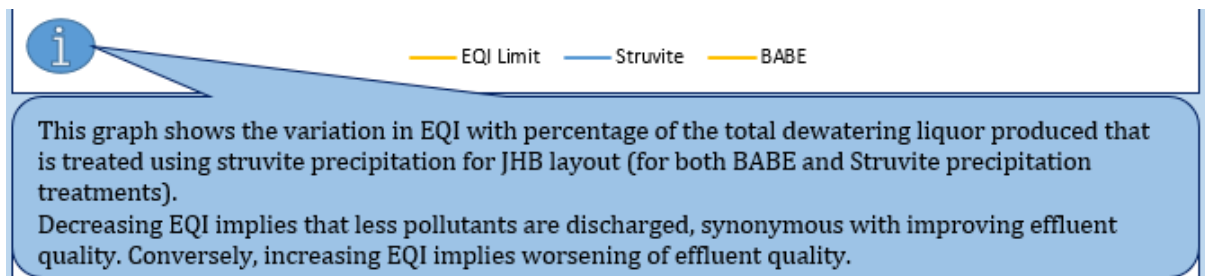 i
EQI Limit Struvite BABE
This graph shows the variation in EQI with percentage of the total dewatering liquor produced that
is treated using struvite precipitation for JHB layout (for both BABE and Struvite precipitation
treatments).
Decreasing EQI implies that less pollutants are discharged, synonymous with improving effluent
quality. Conversely, increasing EQI implies worsening of effluent quality.